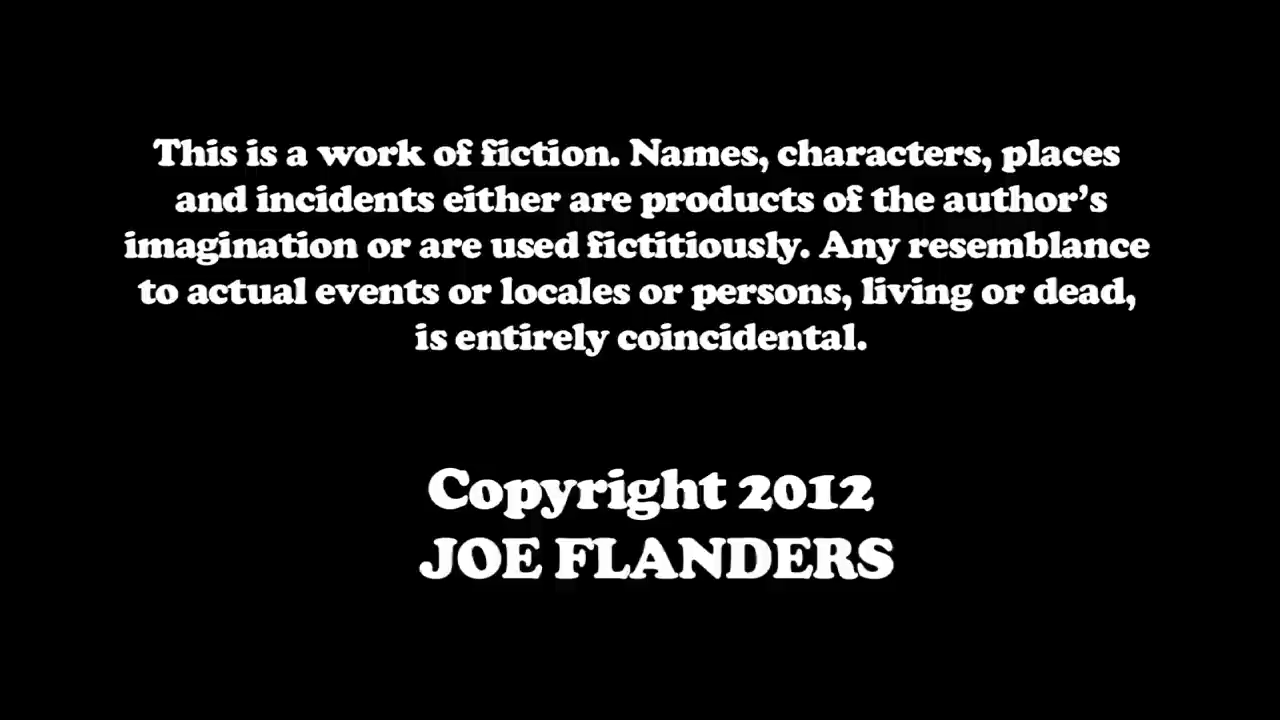 This is a work of fiction. Names, characters, places
and incidents either are products of the author’s
imagination or are used fictitiously. Any resemblance
to actual events or locales or persons, living or dead,
is entirely coincidental.
Copyright 2012
JOE FLANDERS